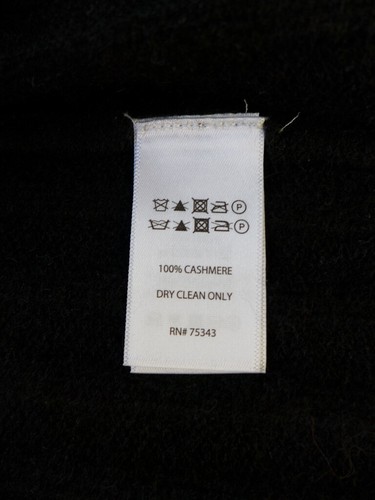 P
P
100% CASHMERE
DRY CLEAN ONLY
RN# 75343